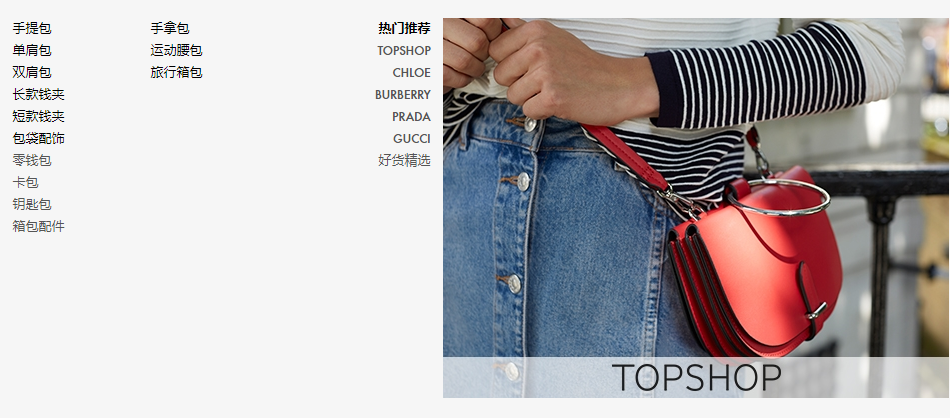 手提包
单肩包
双肩包
长款钱夹
短款钱夹
包袋配饰
零钱包
卡包
钥匙包
箱包配件
手拿包
运动腰包
旅行箱包
热门推荐
TOPSHOP
CHLOE
BURBERRY
PRADA
GUCCI
好货精选
TOPSHOP